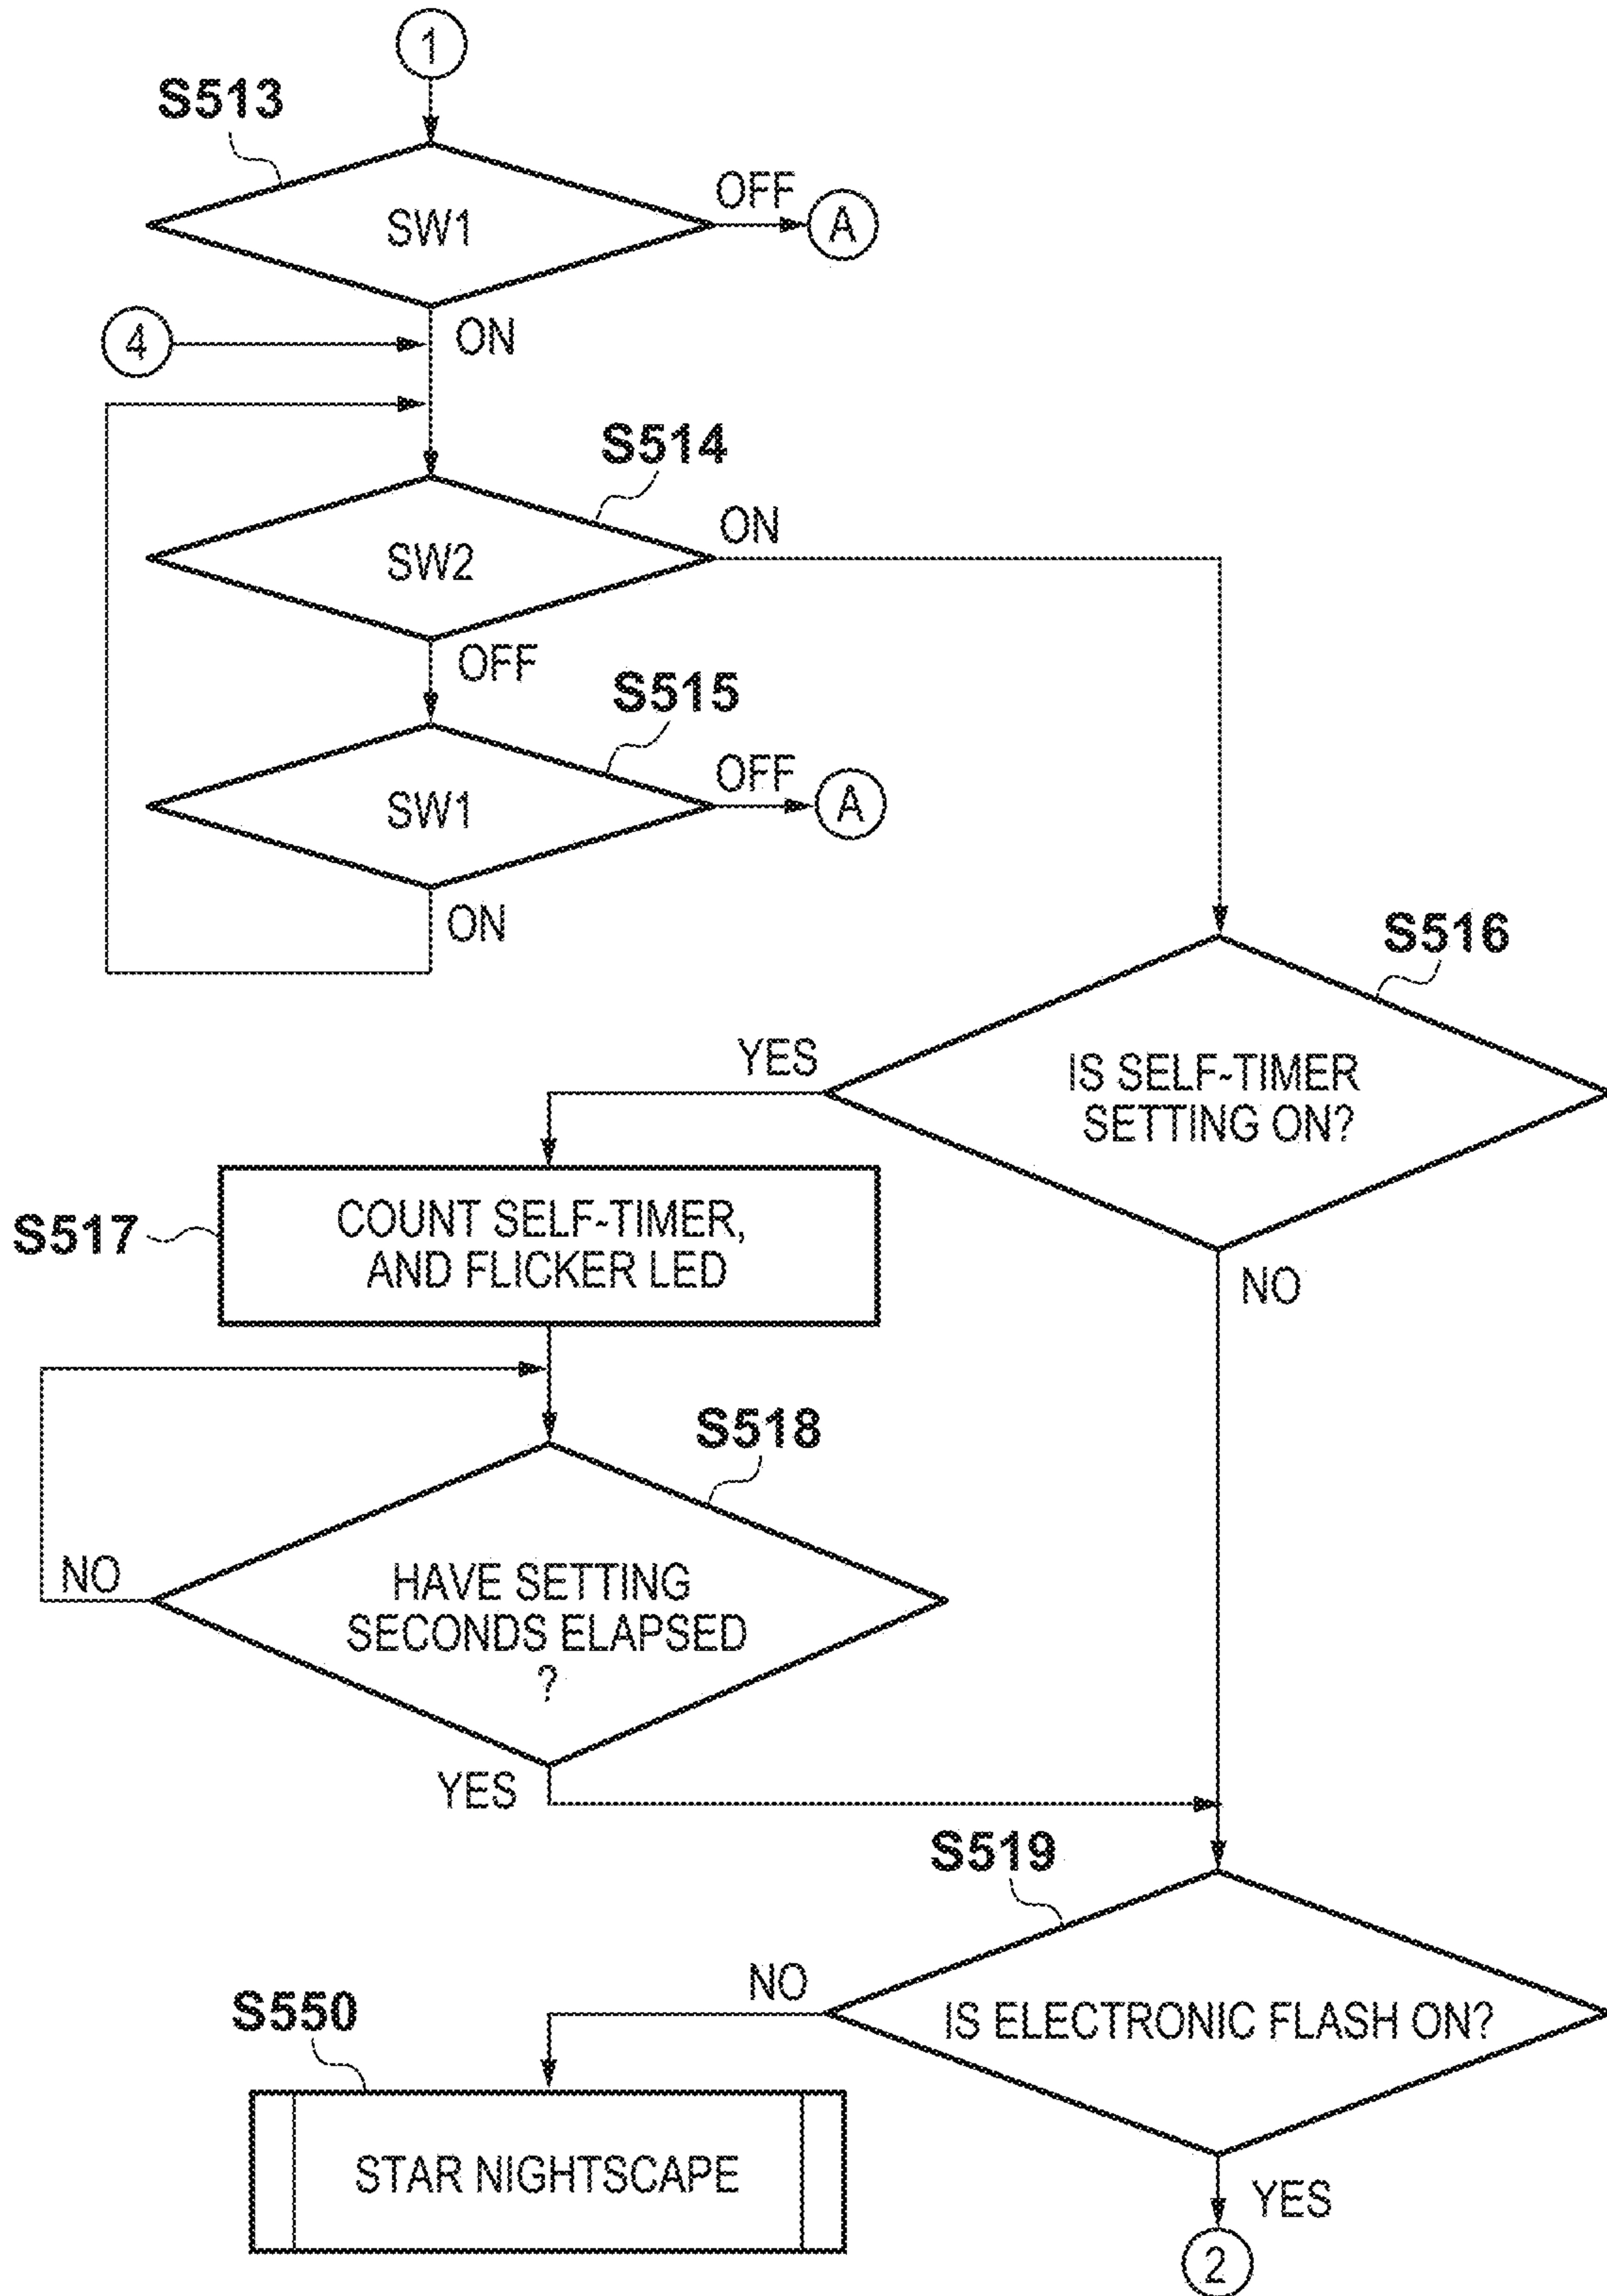 1
S513
SW1
OFF
A
ON
4
S514
SW2
ON
OFF
S515
SW1
OFF
A
ON
S516
IS SELF-TIMER
SETTING ON?
YES
NO
S517
COUNT SELF-TIMER,
AND FLICKER LED
S518
HAVE SETTING
SECONDS ELAPSED
?
NO
YES
S519
IS ELECTRONIC FLASH ON?
NO
S550
STAR NIGHTSCAPE
YES
2